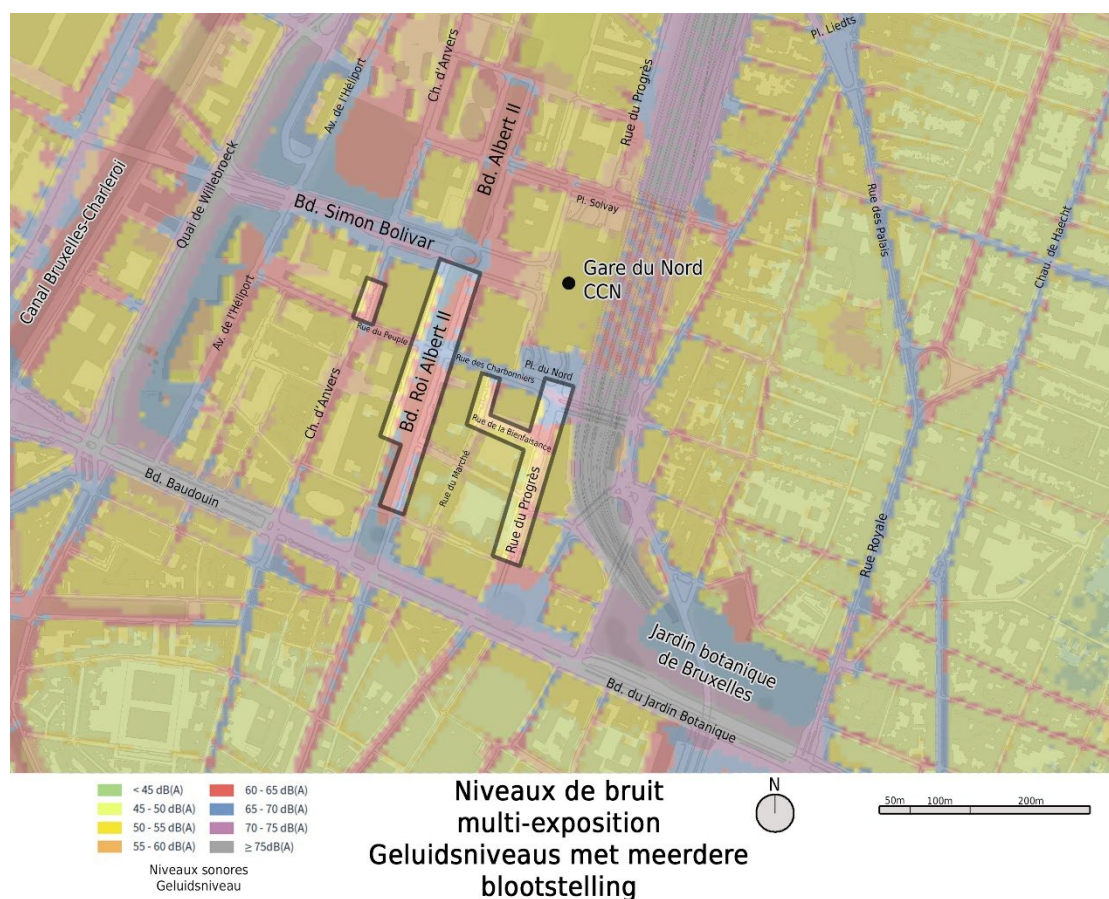 Pl. Liedts
Ch. d'Anvers
Av. de l'Héliport
Rue du Progrès
Bd. Albert II
Quai de Willebroeck
Canal Bruxelles-Charleroi
Bd. Simon Bolivar
Pl. Solvay
Rue des Palais
Chau. de Haecht
Gare du Nord
CCN
Av. de l'Héliport
Rue du Peuple
Bd. Roi Albert II
Rue des Charbonniers
Pl. du Nord
Ch. d'Anvers
Rue de la Bienfaisance
Rue du Marché
Rue du Progrès
Bd. Baudouin
Rue Royale
Jardin botanique
de Bruxelles
Bd. du Jardin Botanique
< 45 dB(A)
45 - 50 dB(A)
50 - 55 dB(A)
55 - 60 dB(A)
60 - 65 dB(A)
65 - 70 dB(A)
70 - 75 dB(A)
≥ 75dB(A)
Niveaux sonores
Geluidsniveau
Niveaux de bruit
multi-exposition
Geluidsniveaus met meerdere
blootstelling
N
50m 100m 200m